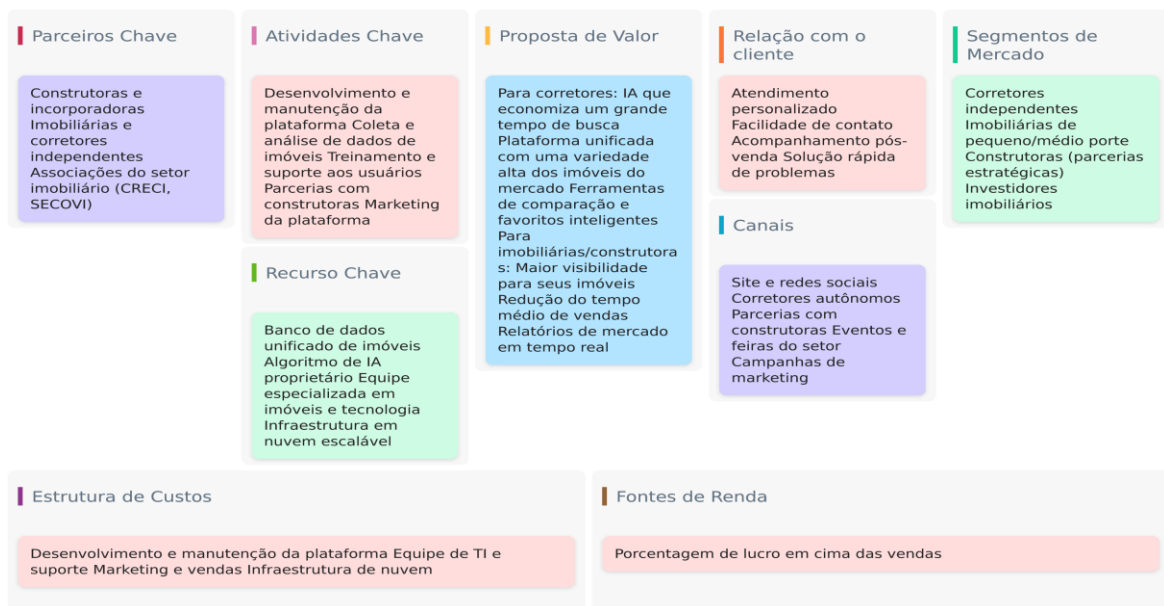 Parceiros Chave
Construtoras e
incorporadoras
Imobiliárias e
corretores
independentes
Associações do setor
imobiliário (CRECI,
SECOVI)
Atividades Chave
Desenvolvimento e
manutenção da
plataforma Coleta e
análise de dados de
imóveis Treinamento e
suporte aos usuários
Parcerias com
construtoras Marketing
da plataforma
Recurso Chave
Banco de dados
unificado de imóveis
Algoritmo de IA
proprietário Equipe
especializada em
imóveis e tecnologia
Infraestrutura em
nuvem escalável
Proposta de Valor
Para corretores: IA que
economiza um grande
tempo de busca
Plataforma unificada
com uma variedade
alta dos imóveis do
mercado Ferramentas
de comparação e
favoritos inteligentes
Para
imobiliárias/construtora
s: Maior visibilidade
para seus imóveis
Redução do tempo
médio de vendas
Relatórios de mercado
em tempo real
Relação com o
cliente
Atendimento
personalizado
Facilidade de contato
Acompanhamento pós-
venda Solução rápida
de problemas
Canais
Site e redes sociais
Corretores autônomos
Parcerias com
construtoras Eventos e
feiras do setor
Campanhas de
marketing
Segmentos de
Mercado
Corretores
independentes
Imobiliárias de
pequeno/médio porte
Construtoras (parcerias
estratégicas)
Investidores
imobiliários
Estrutura de Custos
Desenvolvimento e manutenção da plataforma Equipe de TI e
suporte Marketing e vendas Infraestrutura de nuvem
Fontes de Renda
Porcentagem de lucro em cima das vendas